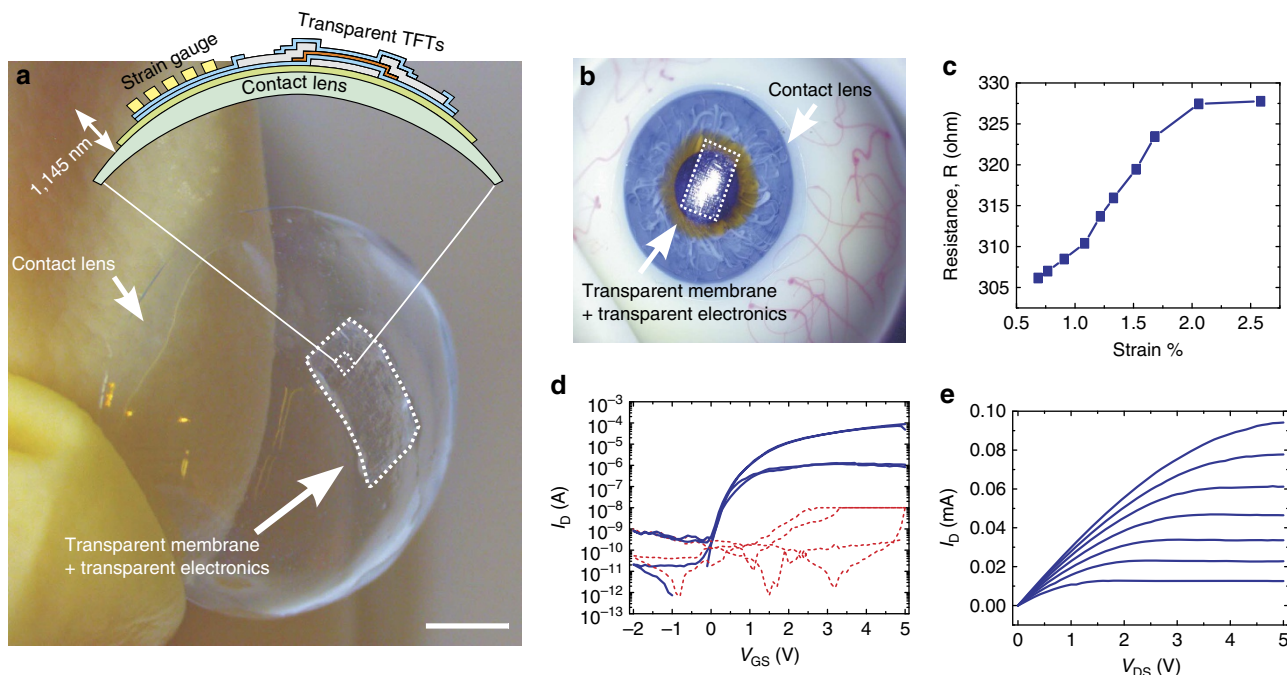 a
Strain gauge
Transparent TFTs
Contact lens
1,145 nm
Contact lens
Transparent membrane
+ transparent electronics
b
Contact lens
Transparent membrane
+ transparent electronics
c
Resistance, R (ohm)
330
325
320
315
310
305
0.5 1.0 1.5 2.0 2.5
Strain %
d
I_D (A)
10⁻³
10⁻⁴
10⁻⁵
10⁻⁶
10⁻⁷
10⁻⁸
10⁻⁹
10⁻¹⁰
10⁻¹¹
10⁻¹²
10⁻¹³
−2 −1 0 1 2 3 4 5
V_GS (V)
e
I_D (mA)
0.10
0.08
0.06
0.04
0.02
0.00
0 1 2 3 4 5
V_DS (V)